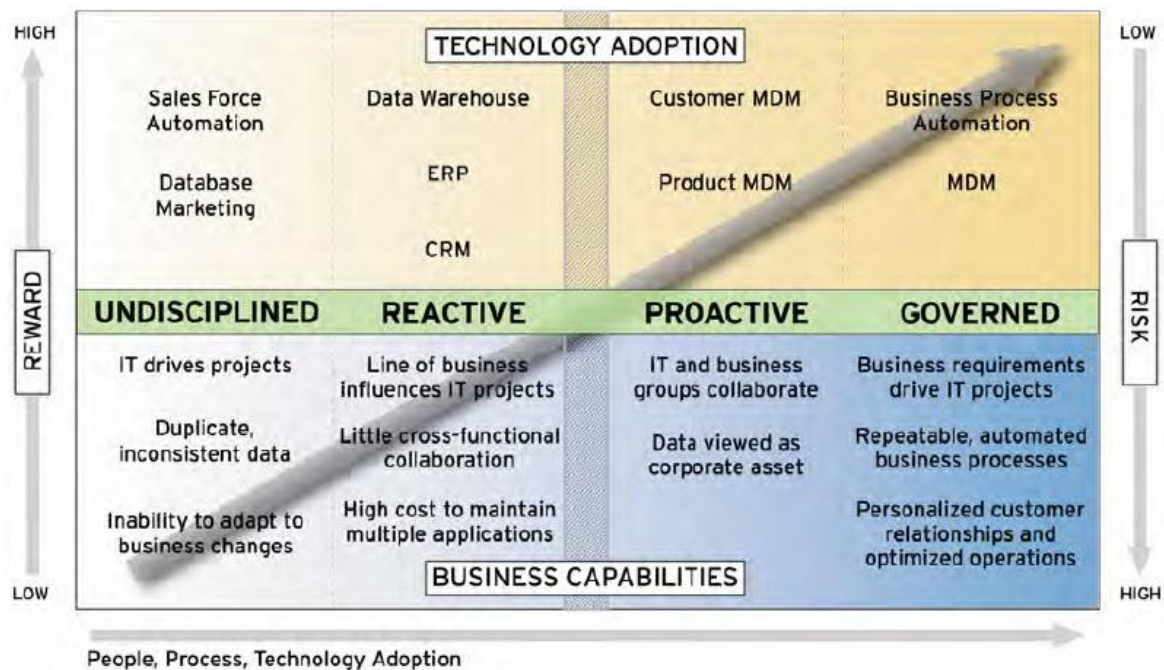 HIGH
LOW
TECHNOLOGY ADOPTION
Sales Force
Automation
Database
Marketing
Data Warehouse
ERP
CRM
Customer MDM
Product MDM
Business Process
Automation
MDM
REWARD
RISK
UNDISCIPLINED
REACTIVE
PROACTIVE
GOVERNED
IT drives projects
Duplicate,
inconsistent data
Inability to adapt to
business changes
Line of business
influences IT projects
Little cross-functional
collaboration
High cost to maintain
multiple applications
IT and business
groups collaborate
Data viewed as
corporate asset
Business requirements
drive IT projects
Repeatable, automated
business processes
Personalized customer
relationships and
optimized operations
BUSINESS CAPABILITIES
LOW
HIGH
People, Process, Technology Adoption